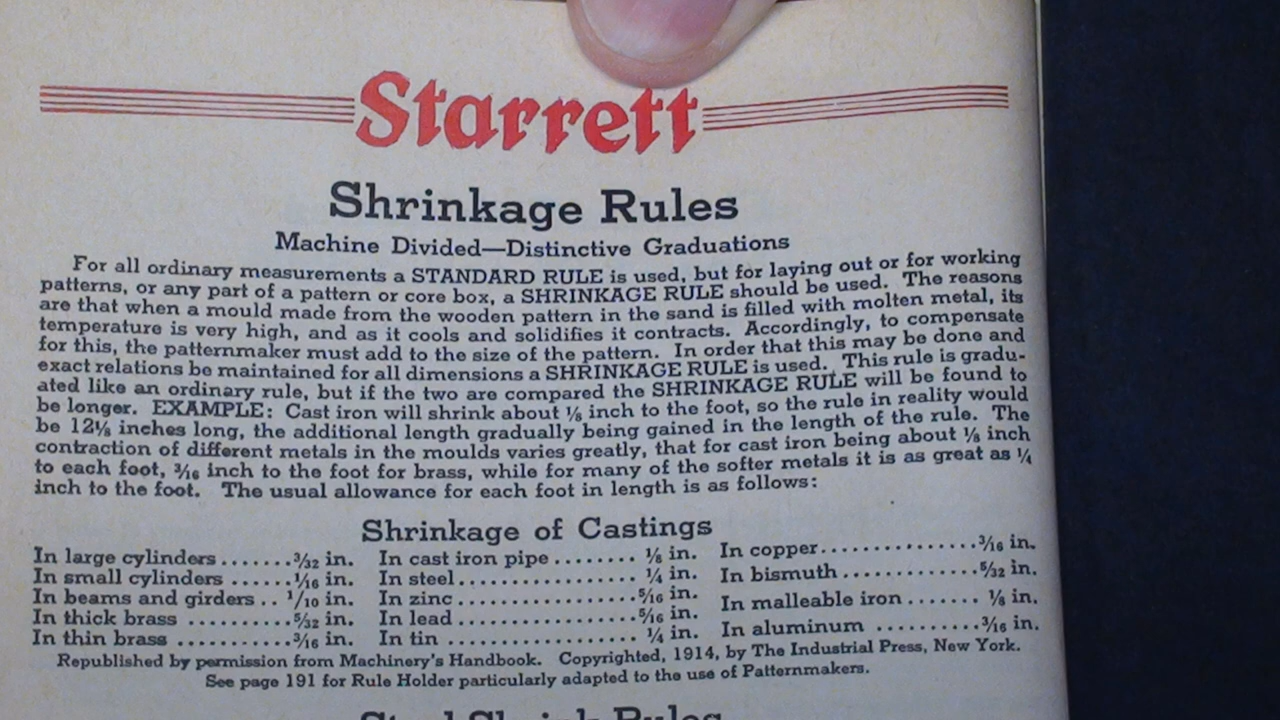 Starrett
Shrinkage Rules
Machine Divided—Distinctive Graduations
For all ordinary measurements a STANDARD RULE is used, but for laying out or for working
patterns, or any part of a pattern or core box, a SHRINKAGE RULE should be used. The reasons
are that when a mould made from the wooden pattern in the sand is filled with molten metal, its
temperature is very high, and as it cools and solidifies it contracts. Accordingly, to compensate
for this, the patternmaker must add to the size of the pattern. In order that this may be done and
exact relations be maintained for all dimensions a SHRINKAGE RULE is used. This rule is gradu-
ated like an ordinary rule, but if the two are compared the SHRINKAGE RULE will be found to
be longer. EXAMPLE: Cast iron will shrink about ⅛ inch to the foot, so the rule in reality would
be 12⅛ inches long, the additional length gradually being gained in the length of the rule. The
contraction of different metals in the moulds varies greatly, that for cast iron being about ⅛ inch
to each foot, 3/16 inch to the foot for brass, while for many of the softer metals it is as great as ¼
inch to the foot. The usual allowance for each foot in length is as follows:
Shrinkage of Castings
In large cylinders.......3/32 in. In cast iron pipe........ ⅛ in. In copper...............3/16 in.
In small cylinders ......1/16 in. In steel.................. ¼ in. In bismuth.............5/32 in.
In beams and girders.. 1/10 in. In zinc..................5/16 in. In malleable iron....... ⅛ in.
In thick brass ..........5/32 in. In lead..................5/16 in. In aluminum ..........3/16 in.
In thin brass ...........3/16 in. In tin ................... ¼ in.
Republished by permission from Machinery's Handbook. Copyrighted, 1914, by The Industrial Press, New York.
See page 191 for Rule Holder particularly adapted to the use of Patternmakers.
Steel Shrink Rules